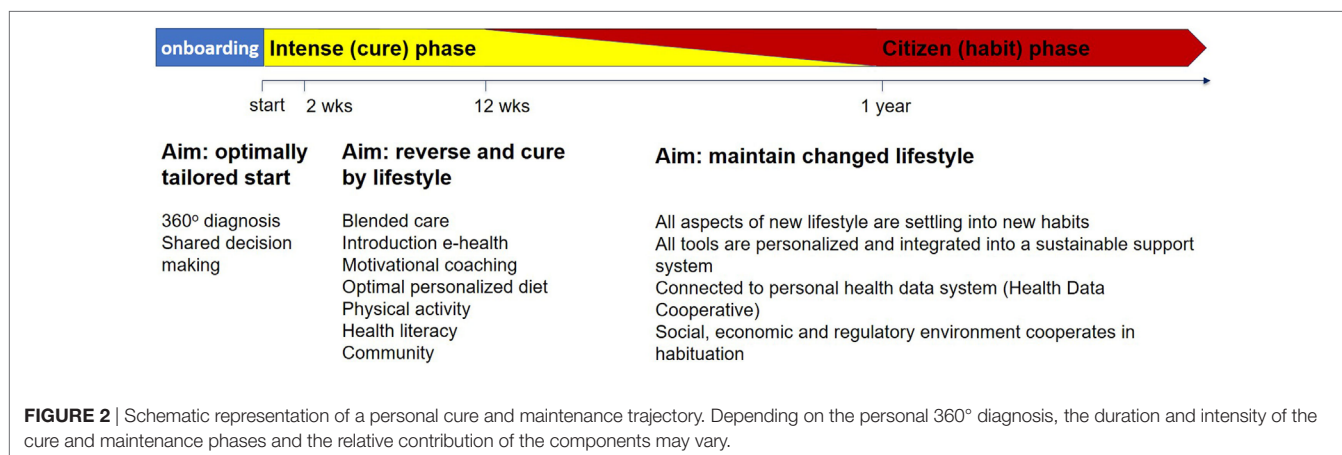 onboarding
Intense (cure) phase
Citizen (habit) phase
start
2 wks
12 wks
1 year
Aim: optimally
tailored start
360º diagnosis
Shared decision
making
Aim: reverse and cure
by lifestyle
Blended care
Introduction e-health
Motivational coaching
Optimal personalized diet
Physical activity
Health literacy
Community
Aim: maintain changed lifestyle
All aspects of new lifestyle are settling into new habits
All tools are personalized and integrated into a sustainable support
system
Connected to personal health data system (Health Data
Cooperative)
Social, economic and regulatory environment cooperates in
habituation
FIGURE 2 | Schematic representation of a personal cure and maintenance trajectory. Depending on the personal 360° diagnosis, the duration and intensity of the
cure and maintenance phases and the relative contribution of the components may vary.